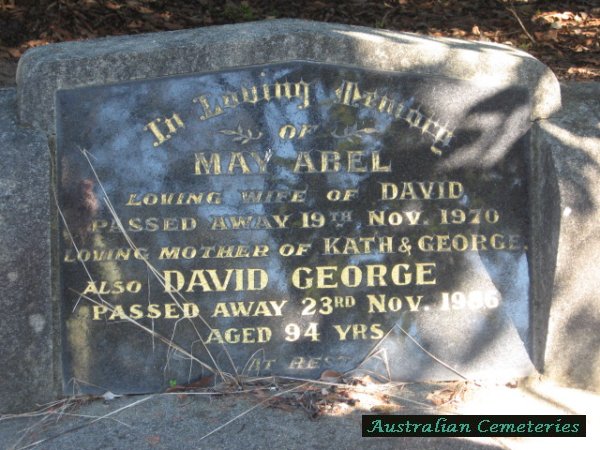 In Loving Memory
OF
MAY ABEL
LOVING WIFE OF DAVID
PASSED AWAY 19TH NOV. 1970
LOVING MOTHER OF KATH & GEORGE.
ALSO DAVID GEORGE
PASSED AWAY 23RD NOV. 1986
AGED 94 YRS
AT REST
Australian Cemeteries